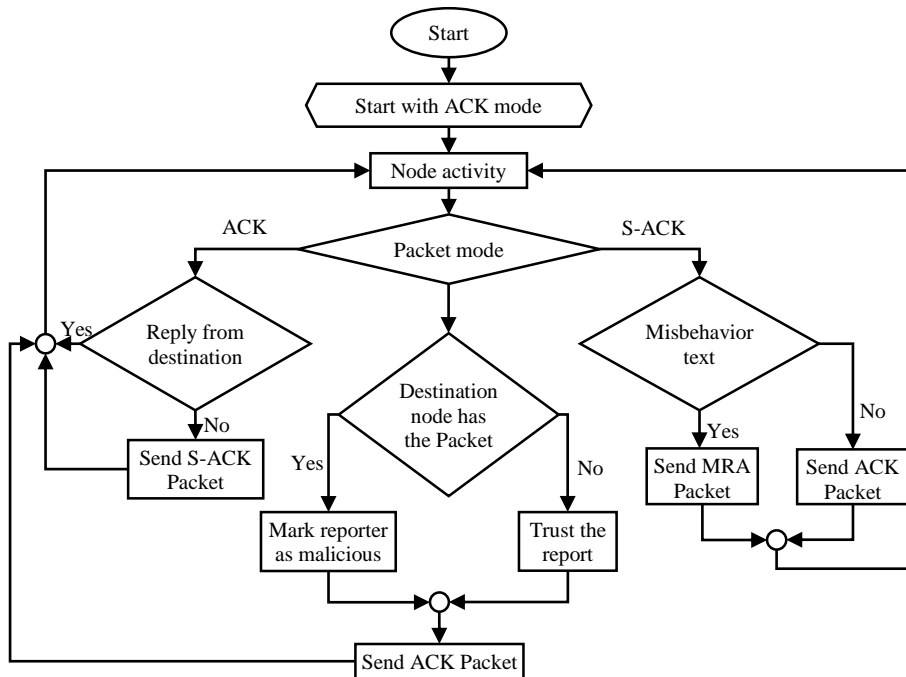 Start
Start with ACK mode
Node activity
ACK
Packet mode
S-ACK
Yes
Reply from
destination
Misbehavior
text
Destination
node has
the Packet
No
Send S-ACK
Packet
Yes
No
Yes
No
Send MRA
Packet
Send ACK
Packet
Mark reporter
as malicious
Trust the
report
Send ACK Packet